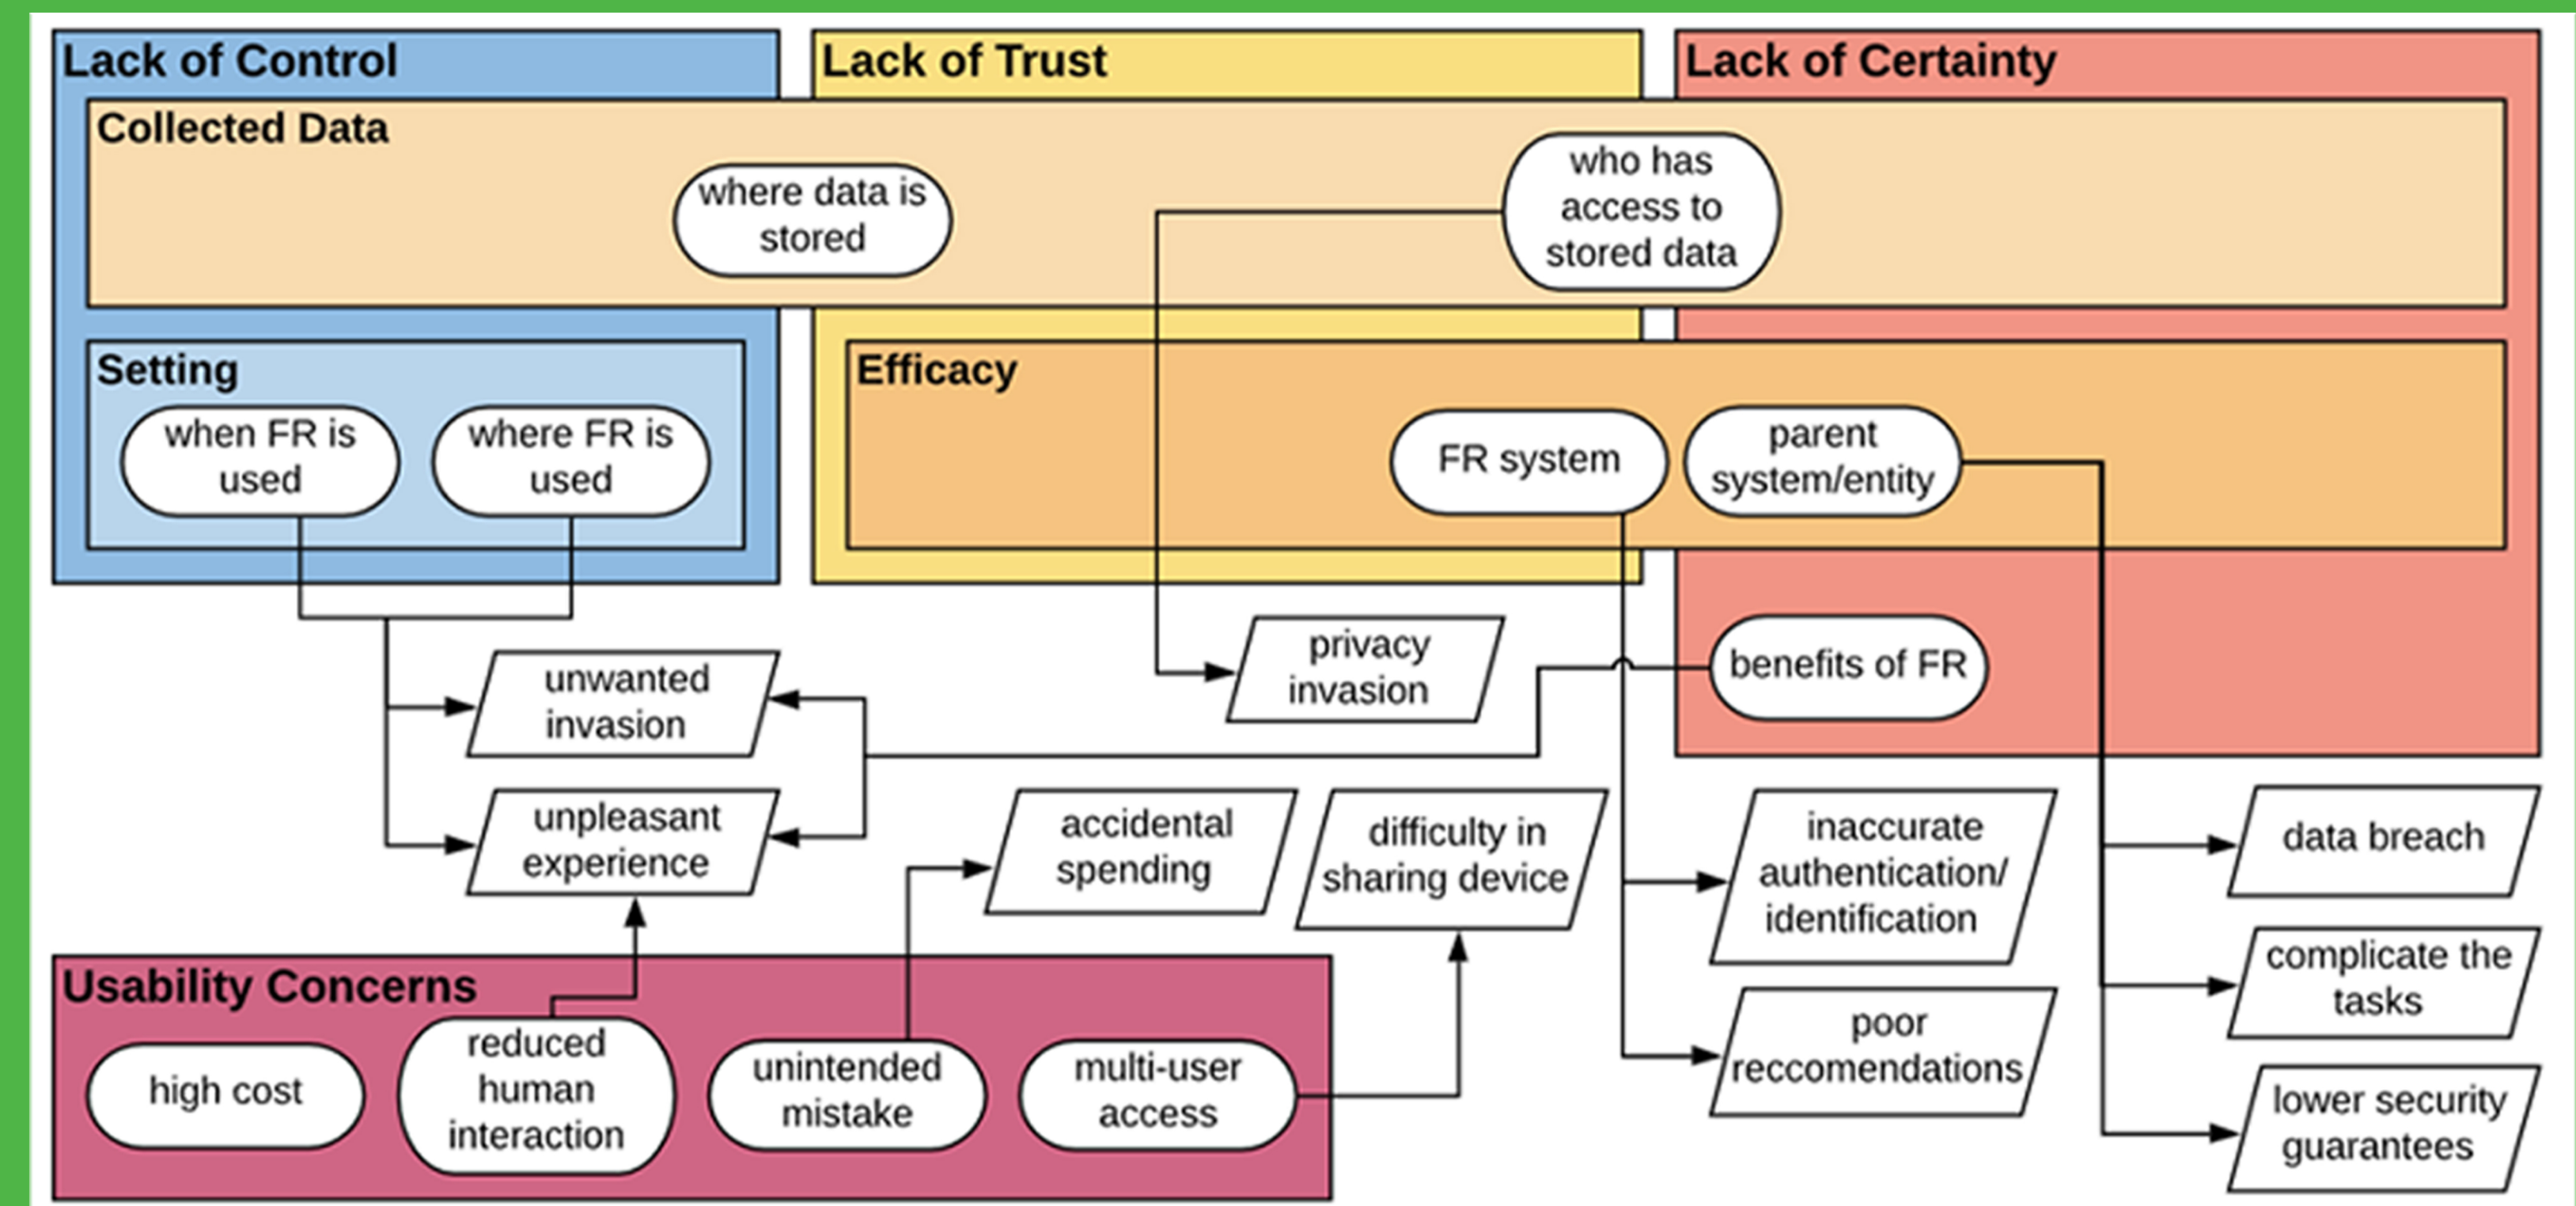 Lack of Control
Lack of Trust
Lack of Certainty
Collected Data
where data is
stored
who has
access to
stored data
Setting
when FR is
used
where FR is
used
Efficacy
FR system
parent
system/entity
benefits of FR
unwanted
invasion
privacy
invasion
unpleasant
experience
accidental
spending
difficulty in
sharing device
inaccurate
authentication/
identification
data breach
complicate the
tasks
poor
reccomendations
lower security
guarantees
Usability Concerns
high cost
reduced
human
interaction
unintended
mistake
multi-user
access